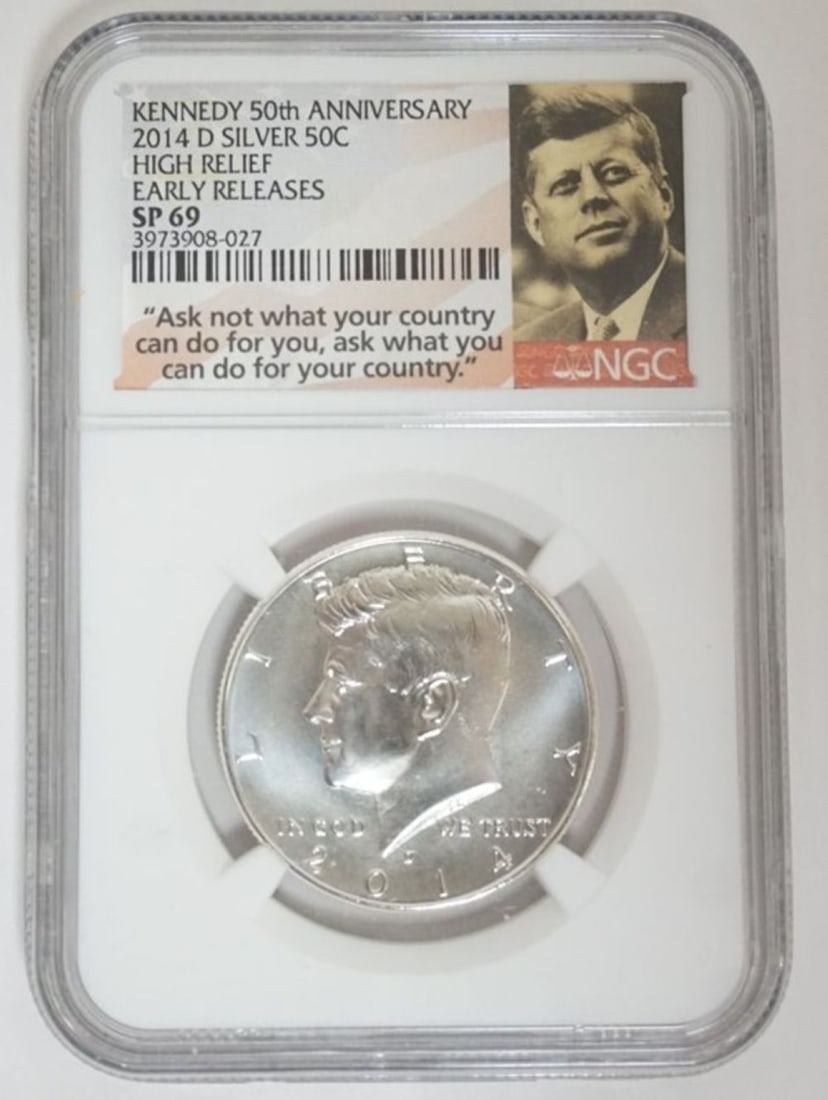 KENNEDY 50th ANNIVERSARY
2014 D SILVER 50C
HIGH RELIEF
EARLY RELEASES
SP 69
3973908-027
“Ask not what your country
can do for you, ask what you
can do for your country.”
NGC
LIBERTY
IN GOD WE TRUST
D
2014